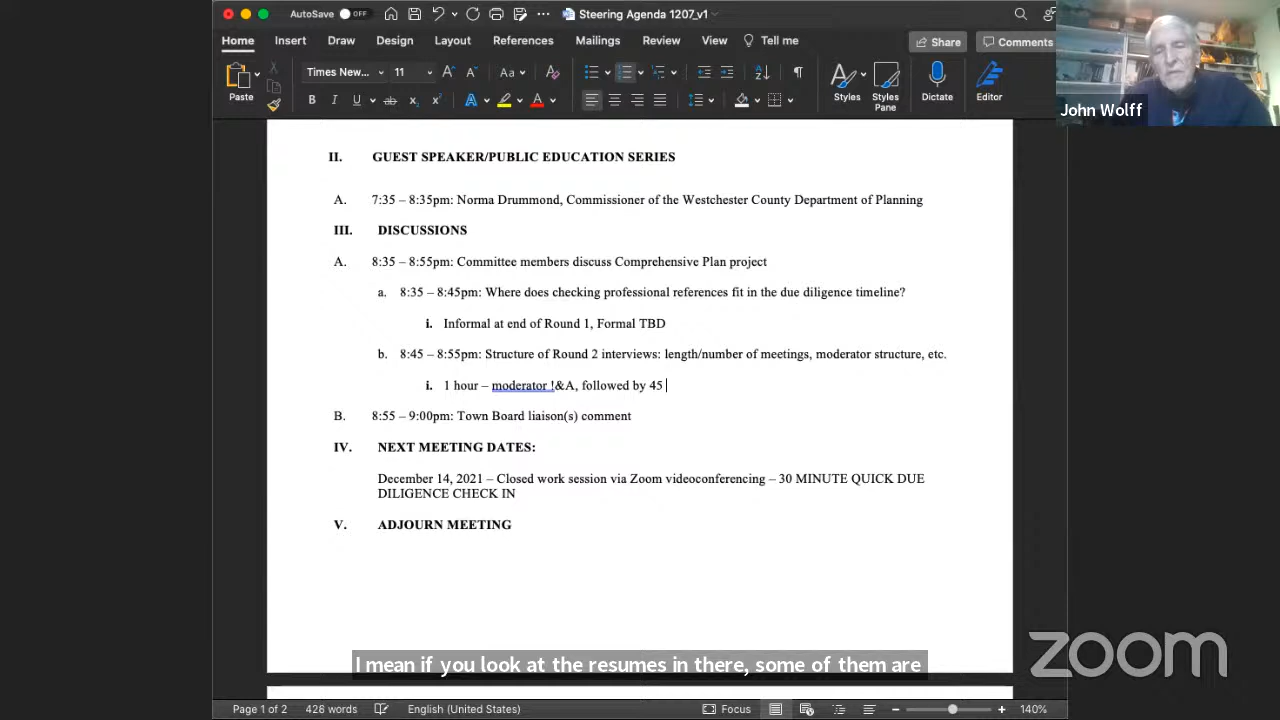 AutoSave OFF Steering Agenda 1207_v1
Home Insert Draw Design Layout References Mailings Review View Tell me Share Comments
Paste Times New... 11 Aa Styles Styles Pane Dictate Editor
John Wolff
II. GUEST SPEAKER/PUBLIC EDUCATION SERIES
A. 7:35 – 8:35pm: Norma Drummond, Commissioner of the Westchester County Department of Planning
III. DISCUSSIONS
A. 8:35 – 8:55pm: Committee members discuss Comprehensive Plan project
a. 8:35 – 8:45pm: Where does checking professional references fit in the due diligence timeline?
i. Informal at end of Round 1, Formal TBD
b. 8:45 – 8:55pm: Structure of Round 2 interviews: length/number of meetings, moderator structure, etc.
i. 1 hour – moderator !&A, followed by 45
B. 8:55 – 9:00pm: Town Board liaison(s) comment
IV. NEXT MEETING DATES:
December 14, 2021 – Closed work session via Zoom videoconferencing – 30 MINUTE QUICK DUE
DILIGENCE CHECK IN
V. ADJOURN MEETING
I mean if you look at the resumes in there, some of them are
zoom
Page 1 of 2 428 words English (United States) Focus 140%